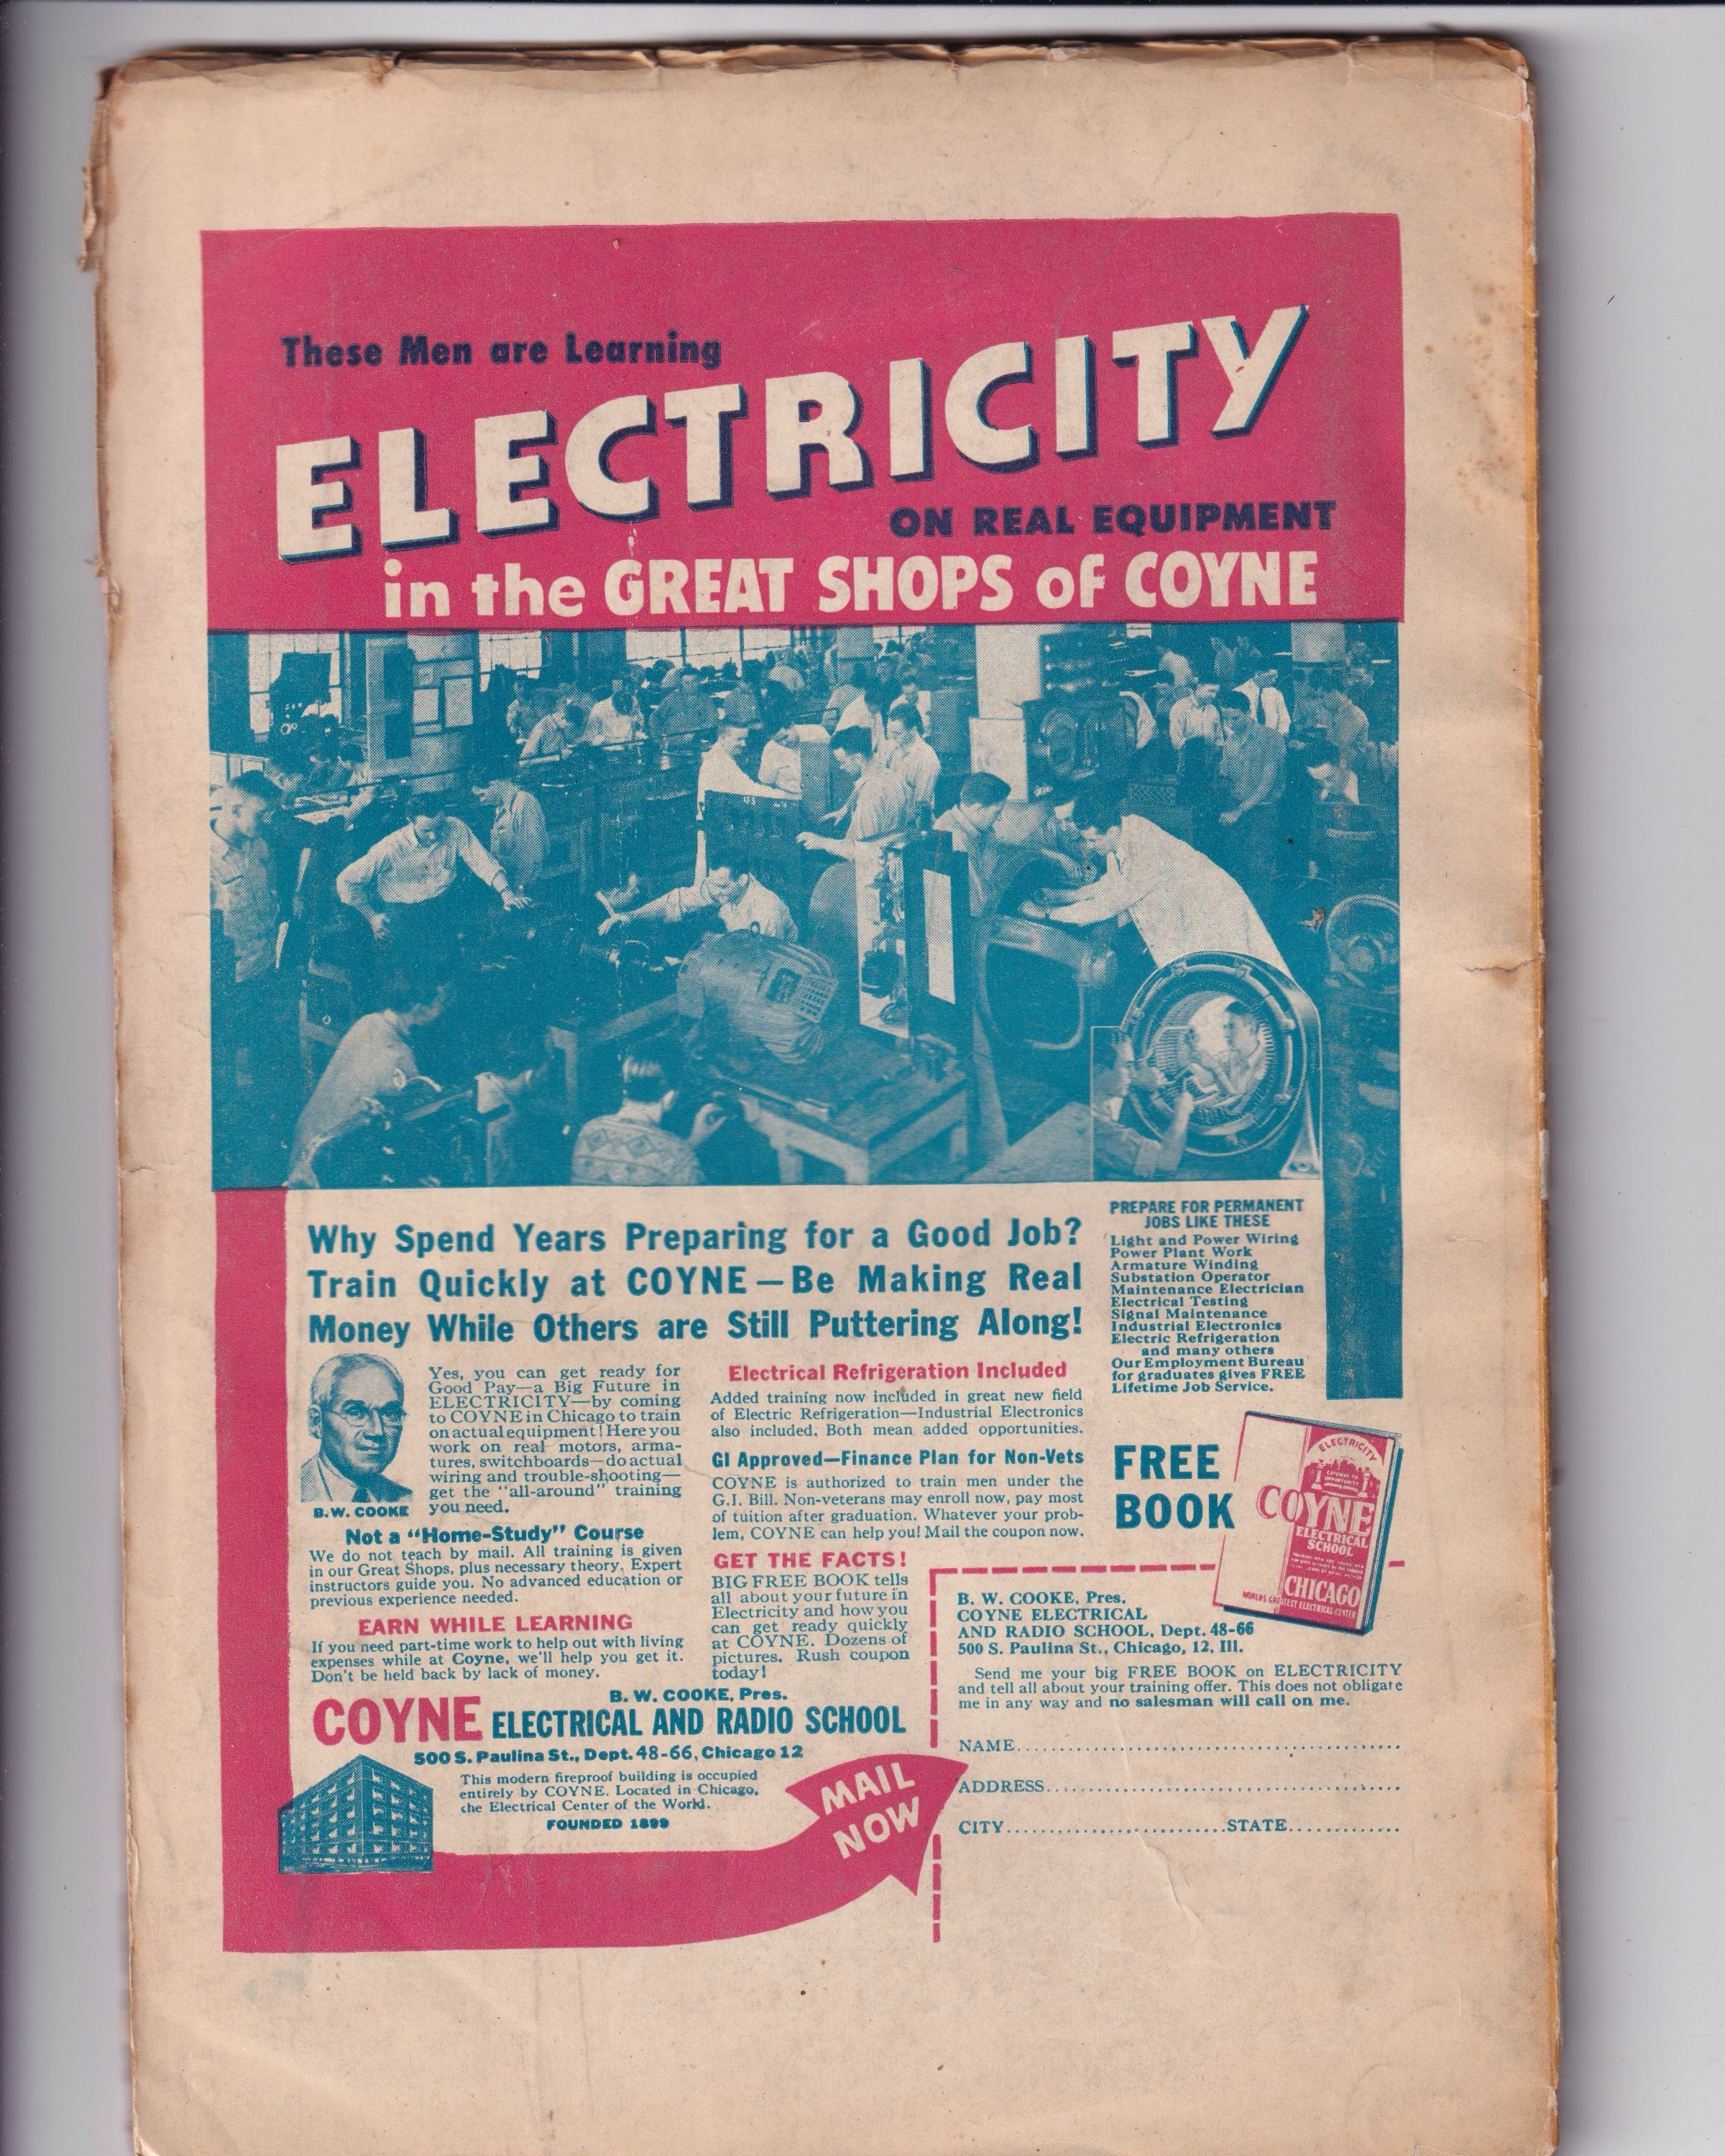 These Men are Learning
ELECTRICITY
ON REAL EQUIPMENT
in the GREAT SHOPS of COYNE
Why Spend Years Preparing for a Good Job?
Train Quickly at COYNE—Be Making Real
Money While Others are Still Puttering Along!
B.W. COOKE
Yes, you can get ready for
Good Pay—a Big Future in
ELECTRICITY—by coming
to COYNE in Chicago to train
on actual equipment! Here you
work on real motors, arma-
tures, switchboards—do actual
wiring and trouble-shooting—
get the "all-around" training
you need.
Not a "Home-Study" Course
We do not teach by mail. All training is given
in our Great Shops, plus necessary theory. Expert
instructors guide you. No advanced education or
previous experience needed.
EARN WHILE LEARNING
If you need part-time work to help out with living
expenses while at Coyne, we'll help you get it.
Don't be held back by lack of money.
Electrical Refrigeration Included
Added training now included in great new field
of Electric Refrigeration—Industrial Electronics
also included. Both mean added opportunities.
GI Approved—Finance Plan for Non-Vets
COYNE is authorized to train men under the
G.I. Bill. Non-veterans may enroll now, pay most
of tuition after graduation. Whatever your prob-
lem, COYNE can help you! Mail the coupon now.
GET THE FACTS!
BIG FREE BOOK tells
all about your future in
Electricity and how you
can get ready quickly
at COYNE. Dozens of
pictures. Rush coupon
today!
B. W. COOKE, Pres.
COYNE ELECTRICAL AND RADIO SCHOOL
500 S. Paulina St., Dept. 48-66, Chicago 12
This modern fireproof building is occupied
entirely by COYNE. Located in Chicago,
the Electrical Center of the World.
FOUNDED 1899
MAIL
NOW
PREPARE FOR PERMANENT
JOBS LIKE THESE
Light and Power Wiring
Power Plant Work
Armature Winding
Substation Operator
Maintenance Electrician
Electrical Testing
Signal Maintenance
Industrial Electronics
Electric Refrigeration
and many others
Our Employment Bureau
for graduates gives FREE
Lifetime Job Service.
FREE
BOOK
ELECTRICITY
GATEWAY TO
OPPORTUNITY
COYNE
ELECTRICAL
SCHOOL
CHICAGO
WORLDS GREATEST ELECTRICAL CENTER
B. W. COOKE, Pres.
COYNE ELECTRICAL
AND RADIO SCHOOL, Dept. 48-66
500 S. Paulina St., Chicago, 12, Ill.
Send me your big FREE BOOK on ELECTRICITY
and tell all about your training offer. This does not obligate
me in any way and no salesman will call on me.
NAME
ADDRESS
CITY STATE